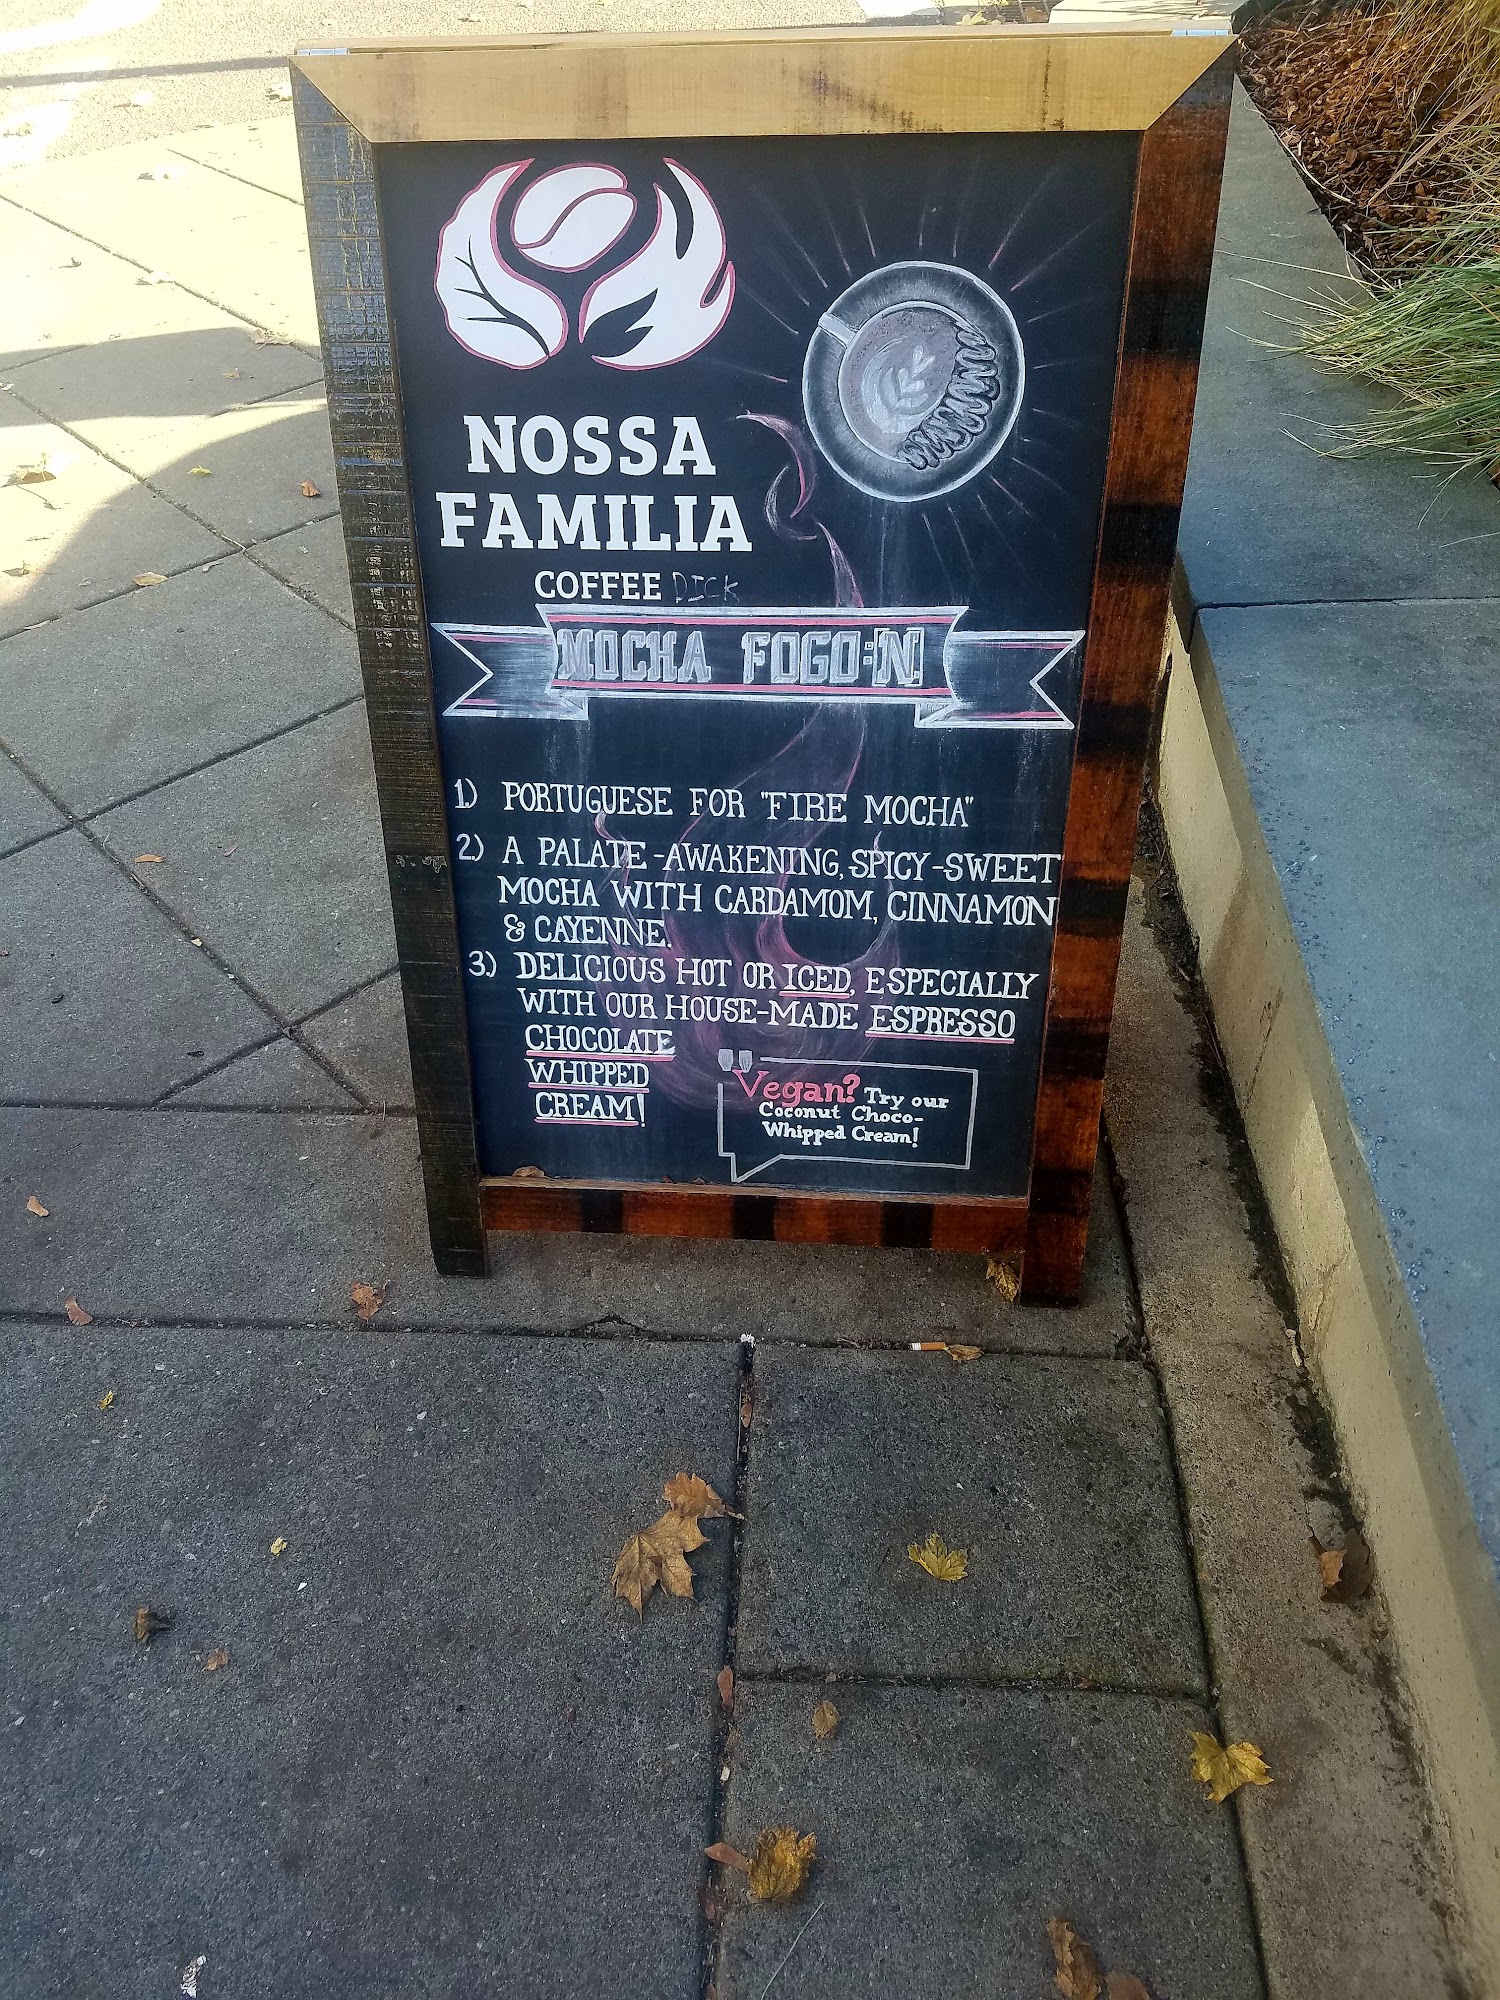 NOSSA
FAMILIA
COFFEE DICK
MOCHA FOGO:N.
1.) PORTUGUESE FOR "FIRE MOCHA"
2.) A PALATE-AWAKENING, SPICY-SWEET
MOCHA WITH CARDAMOM, CINNAMON
& CAYENNE.
3.) DELICIOUS HOT OR ICED, ESPECIALLY
WITH OUR HOUSE-MADE ESPRESSO
CHOCOLATE
WHIPPED
CREAM!
Vegan? Try our
Coconut Choco-
Whipped Cream!